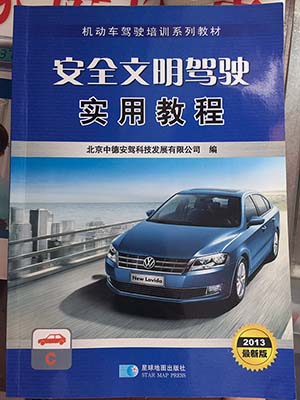 机动车驾驶培训系列教材
安全文明驾驶
实用教程
北京中德安驾科技发展有限公司 编
New Lavida
2013
最新版
C
星球地图出版社
STAR MAP PRESS